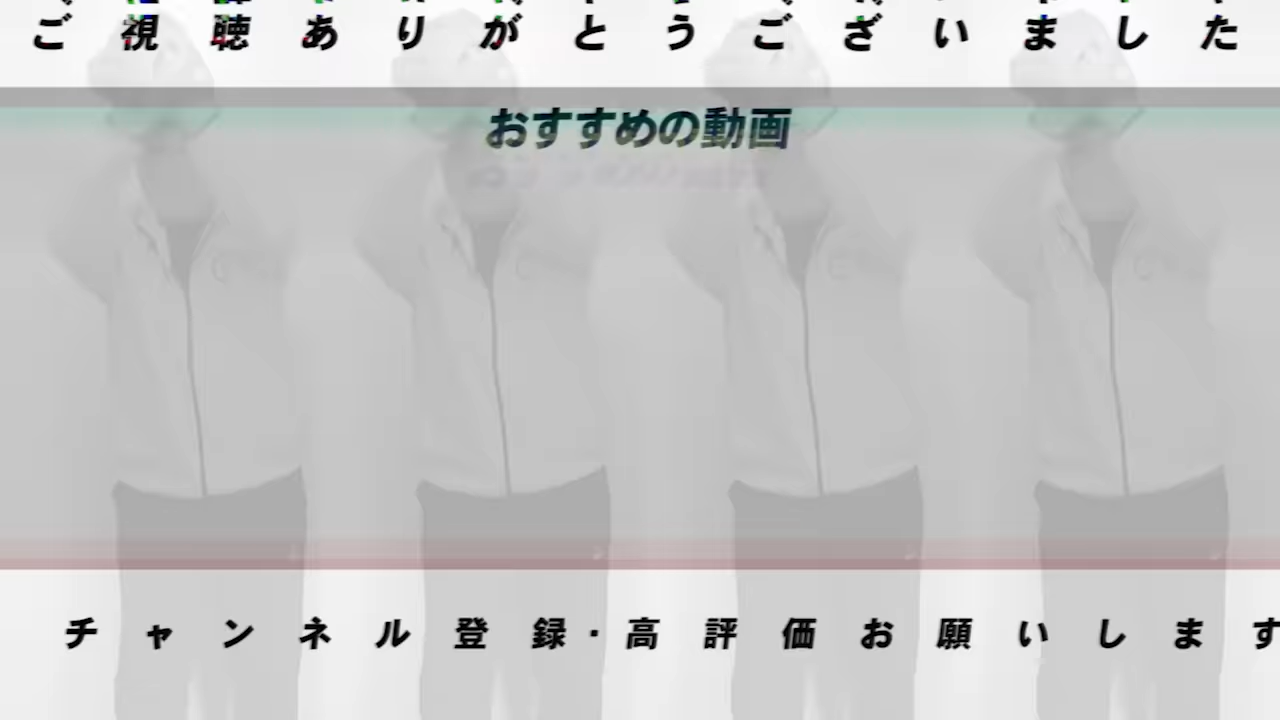 ご視聴ありがとうございました
おすすめの動画
チャンネル登録・高評価お願いします